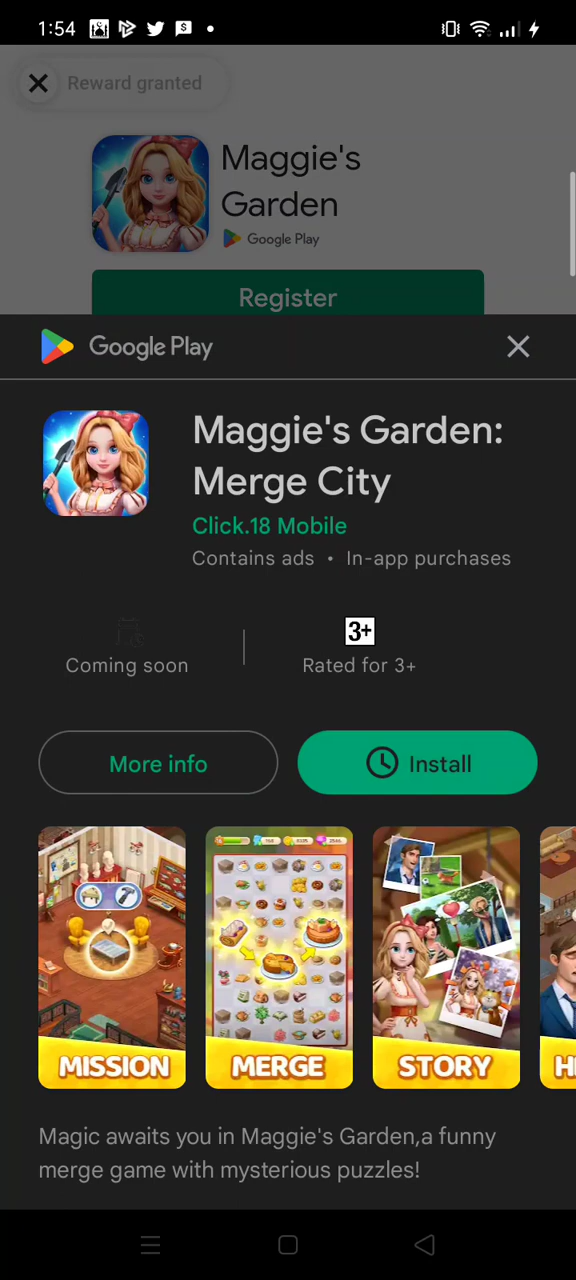 1:54
Reward granted
Maggie's
Garden
Google Play
Register
Google Play
Maggie's Garden:
Merge City
Click.18 Mobile
Contains ads • In-app purchases
3+
Coming soon
Rated for 3+
More info
Install
MISSION
MERGE
STORY
Magic awaits you in Maggie's Garden,a funny
merge game with mysterious puzzles!